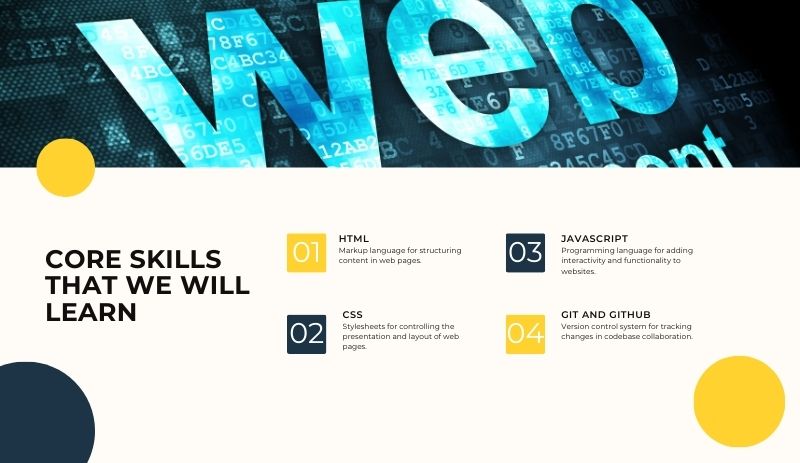 web
CORE SKILLS
THAT WE WILL
LEARN
01
HTML
Markup language for structuring
content in web pages.
02
CSS
Stylesheets for controlling the
presentation and layout of web
pages.
03
JAVASCRIPT
Programming language for adding
interactivity and functionality to
websites.
04
GIT AND GITHUB
Version control system for tracking
changes in codebase collaboration.